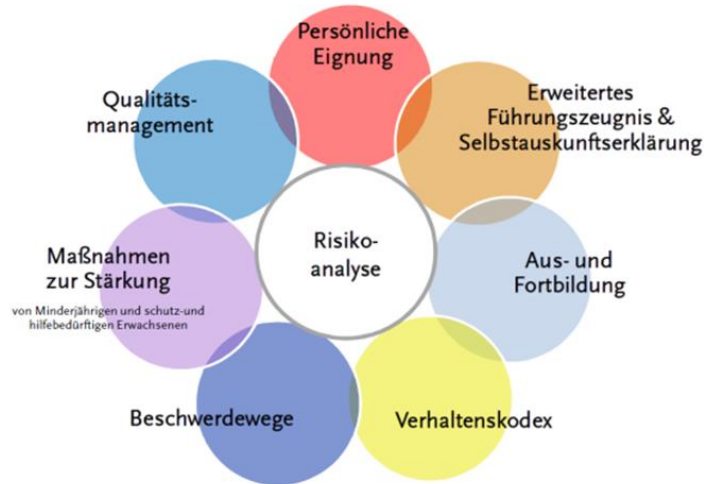 Persönliche
Eignung
Erweitertes
Führungszeugnis &
Selbstauskunftserklärung
Aus- und
Fortbildung
Verhaltenskodex
Beschwerdewege
Maßnahmen
zur Stärkung
von Minderjährigen und schutz-und
hilfebedürftigen Erwachsenen
Qualitäts-
management
Risiko-
analyse